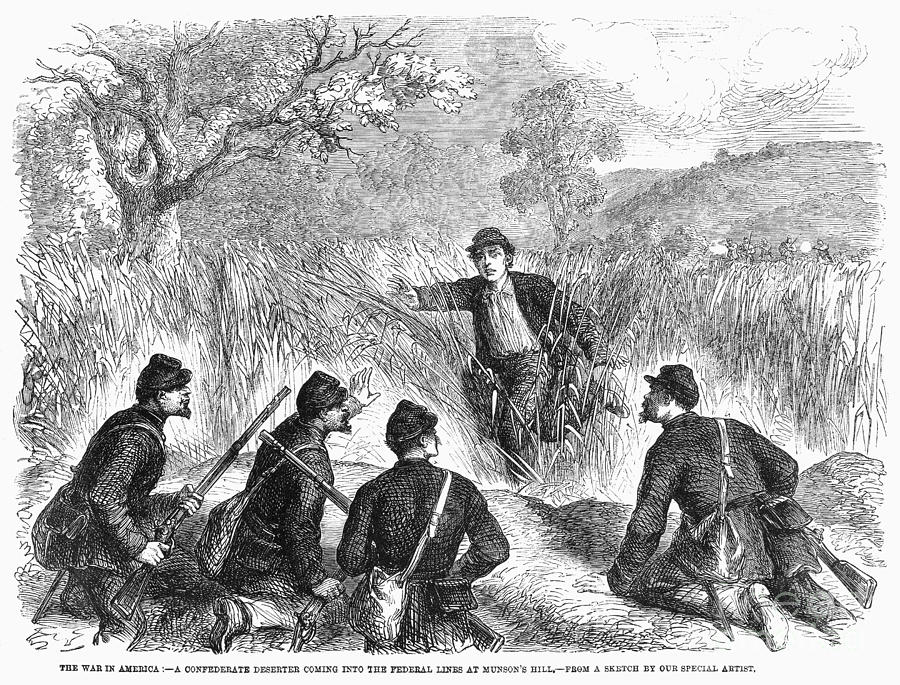 THE WAR IN AMERICA:—A CONFEDERATE DESERTER COMING INTO THE FEDERAL LINES AT MUNSON'S HILL.—FROM A SKETCH BY OUR SPECIAL ARTIST.